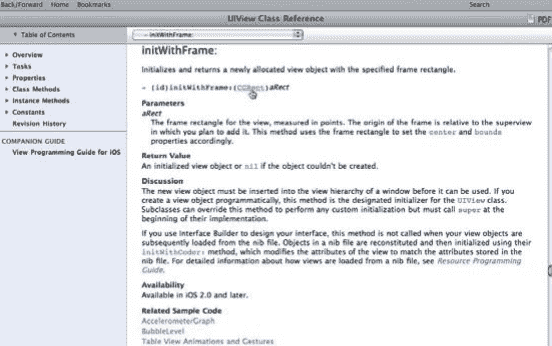 Back/Forward Home Bookmarks Search
UIView Class Reference
PDF
Table of Contents
- initWithFrame:
Overview
Tasks
Properties
Class Methods
Instance Methods
Constants
Revision History
COMPANION GUIDE
View Programming Guide for iOS
initWithFrame:
Initializes and returns a newly allocated view object with the specified frame rectangle.
- (id)initWithFrame:(CGRect)aRect
Parameters
aRect
The frame rectangle for the view, measured in points. The origin of the frame is relative to the superview
in which you plan to add it. This method uses the frame rectangle to set the center and bounds
properties accordingly.
Return Value
An initialized view object or nil if the object couldn't be created.
Discussion
The new view object must be inserted into the view hierarchy of a window before it can be used. If you
create a view object programmatically, this method is the designated initializer for the UIView class.
Subclasses can override this method to perform any custom initialization but must call super at the
beginning of their implementation.
If you use Interface Builder to design your interface, this method is not called when your view objects are
subsequently loaded from the nib file. Objects in a nib file are reconstituted and then initialized using their
initWithCoder: method, which modifies the attributes of the view to match the attributes stored in the
nib file. For detailed information about how views are loaded from a nib file, see Resource Programming
Guide.
Availability
Available in iOS 2.0 and later.
Related Sample Code
AccelerometerGraph
BubbleLevel
Table View Animations and Gestures